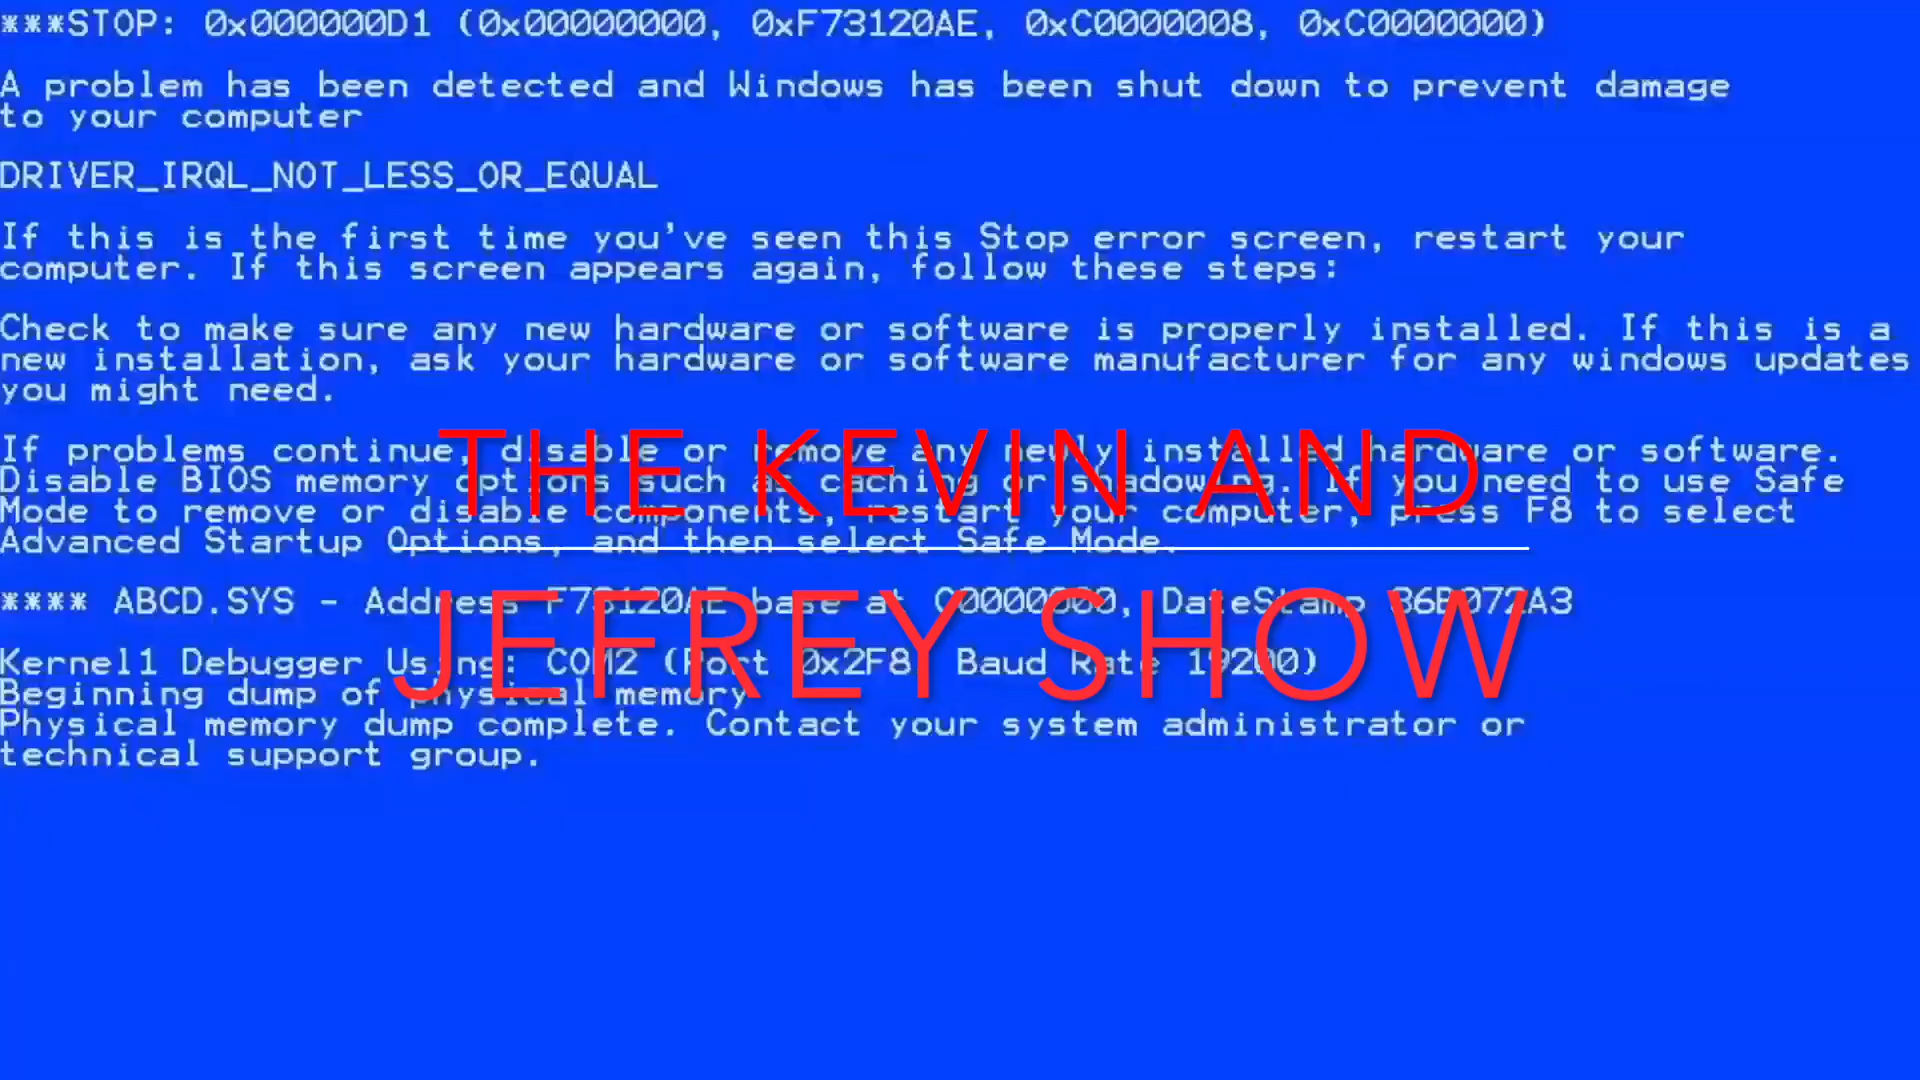 ***STOP: 0x000000D1 (0x00000000, 0xF73120AE, 0xC0000008, 0xC0000000)
A problem has been detected and Windows has been shut down to prevent damage
to your computer
DRIVER_IRQL_NOT_LESS_OR_EQUAL
If this is the first time you've seen this Stop error screen, restart your
computer. If this screen appears again, follow these steps:
Check to make sure any new hardware or software is properly installed. If this is a
new installation, ask your hardware or software manufacturer for any windows updates
you might need.
If problems continue, disable or remove any newly installed hardware or software.
Disable BIOS memory options such as caching or shadowing. If you need to use Safe
Mode to remove or disable components, restart your computer, press F8 to select
Advanced Startup Options, and then select Safe Mode.
THE KEVIN AND
JEFREY SHOW
**** ABCD.SYS - Address F73120AE base at C0000000, DateStamp 36B072A3
Kernel1 Debugger Using: COM2 (Port 0x2F8, Baud Rate 19200)
Beginning dump of physical memory
Physical memory dump complete. Contact your system administrator or
technical support group.